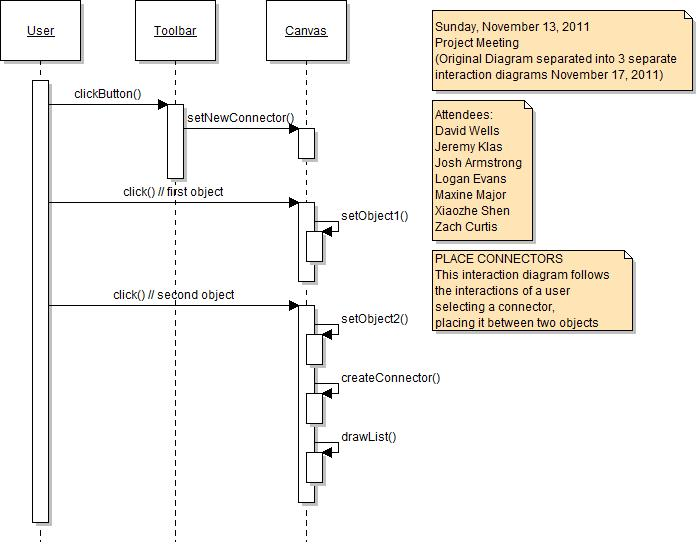 User
Toolbar
Canvas
clickButton()
setNewConnector()
click() // first object
setObject1()
click() // second object
setObject2()
createConnector()
drawList()
Sunday, November 13, 2011
Project Meeting
(Original Diagram separated into 3 separate
interaction diagrams November 17, 2011)
Attendees:
David Wells
Jeremy Klas
Josh Armstrong
Logan Evans
Maxine Major
Xiaozhe Shen
Zach Curtis
PLACE CONNECTORS
This interaction diagram follows
the interactions of a user
selecting a connector,
placing it between two objects